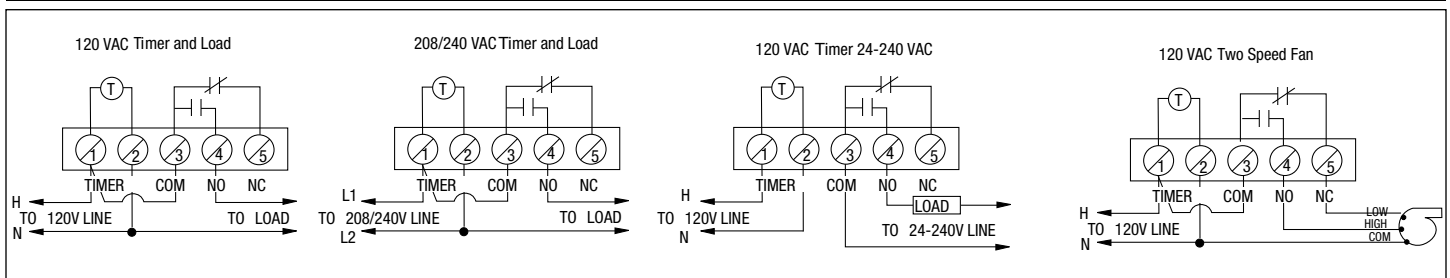 120 VAC Timer and Load
T
1 2 3 4 5
TIMER COM NO NC
H
TO 120V LINE TO LOAD
N
208/240 VAC Timer and Load
T
1 2 3 4 5
TIMER COM NO NC
L1
TO 208/240V LINE TO LOAD
L2
120 VAC Timer 24-240 VAC
T
1 2 3 4 5
TIMER COM NO NC
H LOAD
TO 120V LINE
N TO 24-240V LINE
120 VAC Two Speed Fan
T
1 2 3 4 5
TIMER COM NO NC
H LOW
TO 120V LINE HIGH
N COM